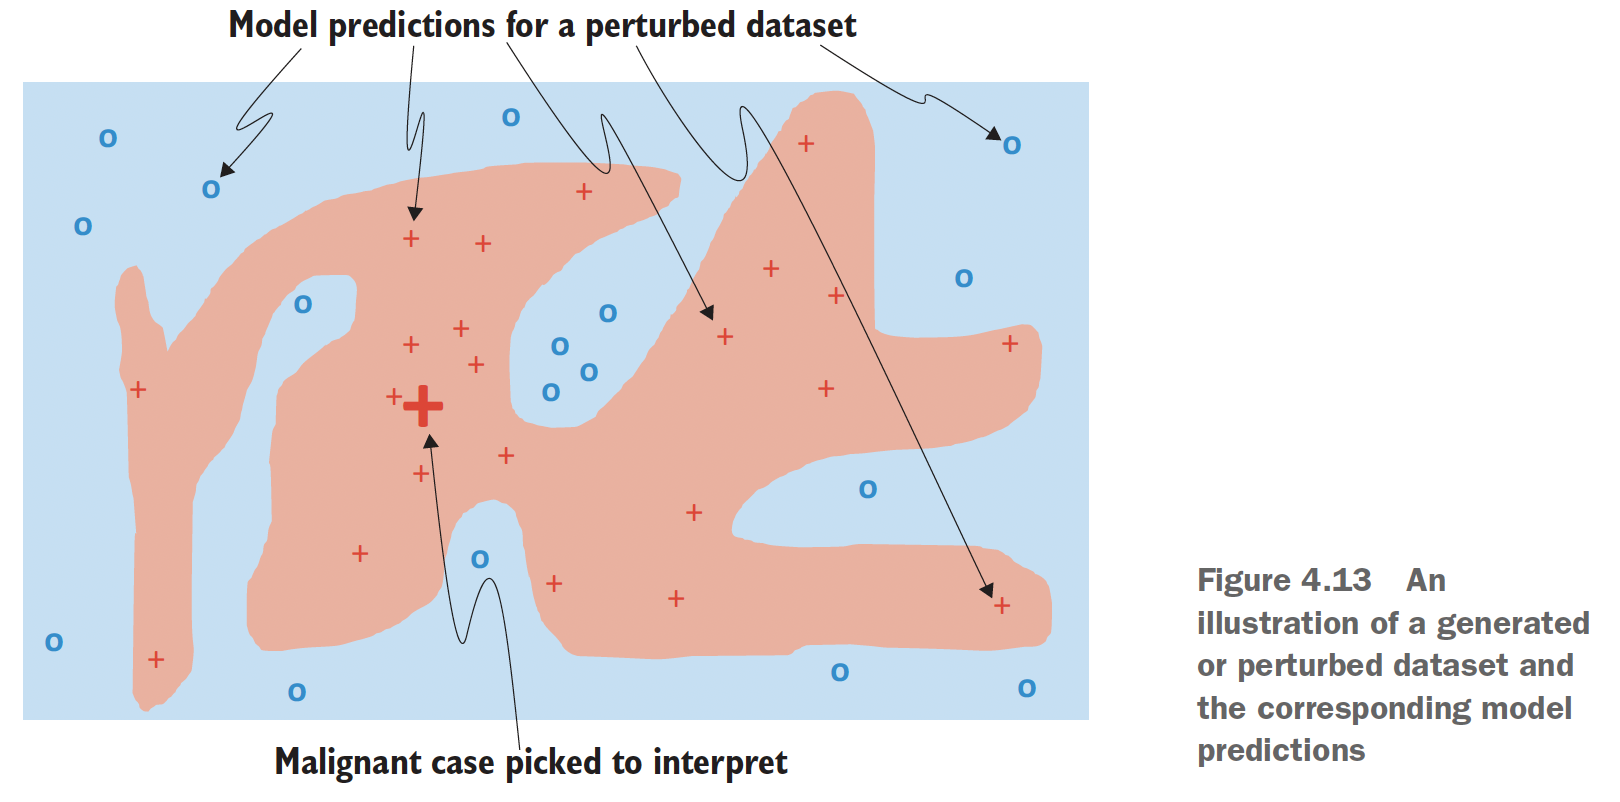 Model predictions for a perturbed dataset
Malignant case picked to interpret
Figure 4.13 An
illustration of a generated
or perturbed dataset and
the corresponding model
predictions